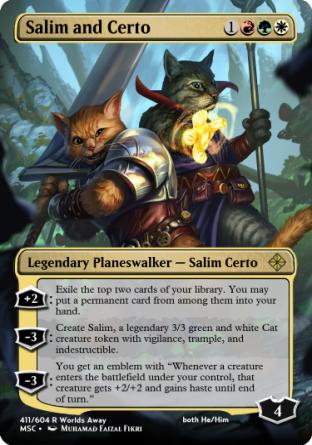 Salim and Certo 1
Legendary Planeswalker — Salim Certo
+2: Exile the top two cards of your library. You may
put a permanent card from among them into your
hand.
-3: Create Salim, a legendary 3/3 green and white Cat
creature token with vigilance, trample, and
indestructible.
-3: You get an emblem with “Whenever a creature
enters the battlefield under your control, that
creature gets +2/+2 and gains haste until end
of turn.”
4
411/604 R Worlds Away both He/Him
MSC • Muhamad Faizal Fikri